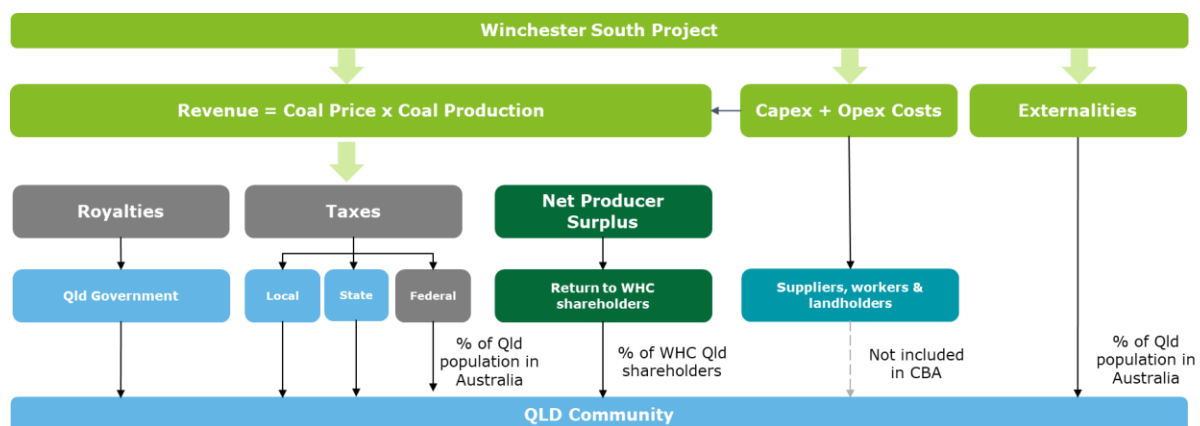 Winchester South Project
Revenue = Coal Price x Coal Production
Capex + Opex Costs
Externalities
Royalties
Taxes
Net Producer
Surplus
Qld Government
Local
State
Federal
Return to WHC
shareholders
Suppliers, workers &
landholders
% of Qld
population in
Australia
% of WHC Qld
shareholders
Not included
in CBA
% of Qld
population in
Australia
QLD Community